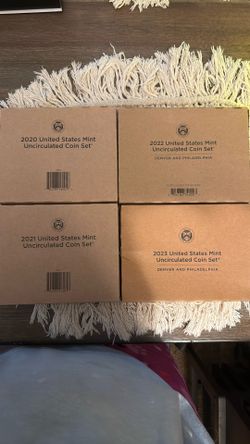 2020 United States Mint
Uncirculated Coin Set®
2022 United States Mint
Uncirculated Coin Set®
DENVER AND PHILADELPHIA
2021 United States Mint
Uncirculated Coin Set®
2023 United States Mint
Uncirculated Coin Set®
DENVER AND PHILADELPHIA